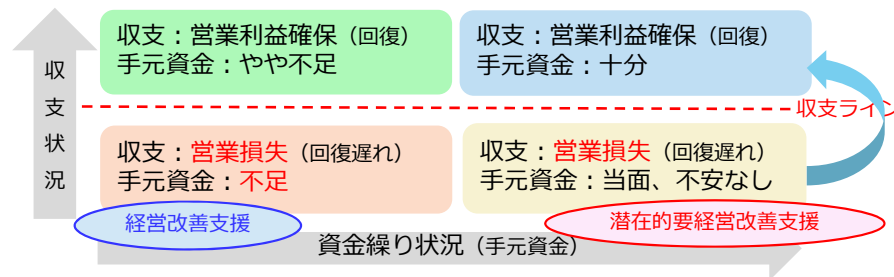 収支：営業利益確保（回復）
手元資金：やや不足
収支：営業利益確保（回復）
手元資金：十分
収支状況
収支ライン
収支：営業損失（回復遅れ）
手元資金：不足
収支：営業損失（回復遅れ）
手元資金：当面、不安なし
経営改善支援
潜在的要経営改善支援
資金繰り状況（手元資金）